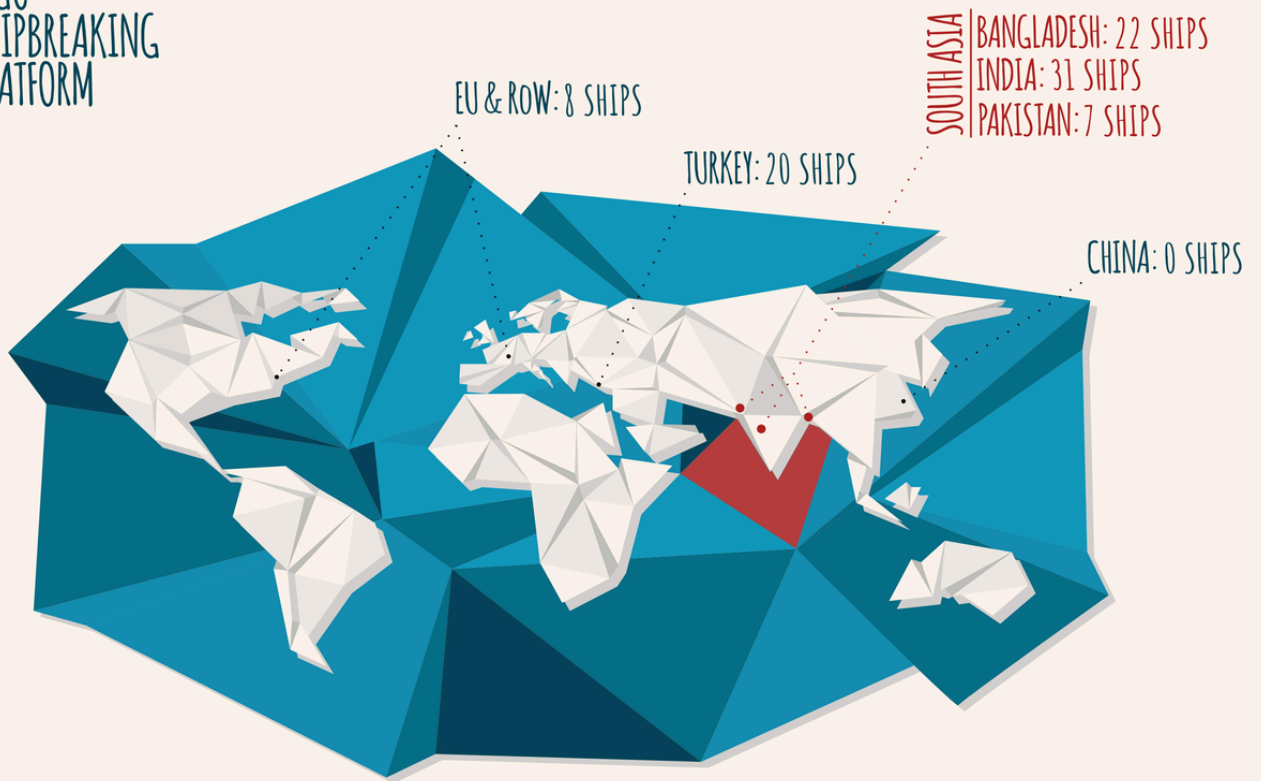 IPBREAKING
ATFORM
EU & ROW: 8 SHIPS
TURKEY: 20 SHIPS
SOUTH ASIA
BANGLADESH: 22 SHIPS
INDIA: 31 SHIPS
PAKISTAN: 7 SHIPS
CHINA: 0 SHIPS